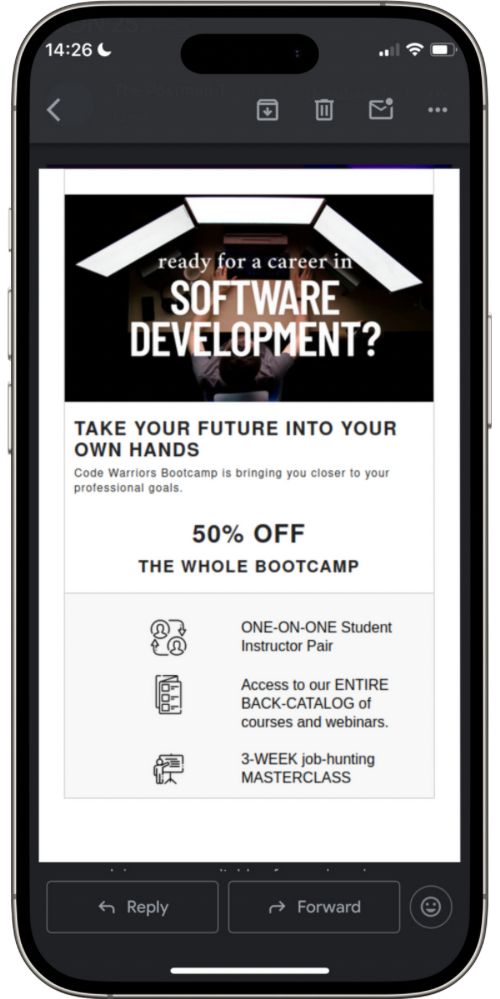 14:26
ready for a career in
SOFTWARE
DEVELOPMENT?
TAKE YOUR FUTURE INTO YOUR
OWN HANDS
Code Warriors Bootcamp is bringing you closer to your
professional goals.
50% OFF
THE WHOLE BOOTCAMP
ONE-ON-ONE Student
Instructor Pair
Access to our ENTIRE
BACK-CATALOG of
courses and webinars.
3-WEEK job-hunting
MASTERCLASS
Reply
Forward